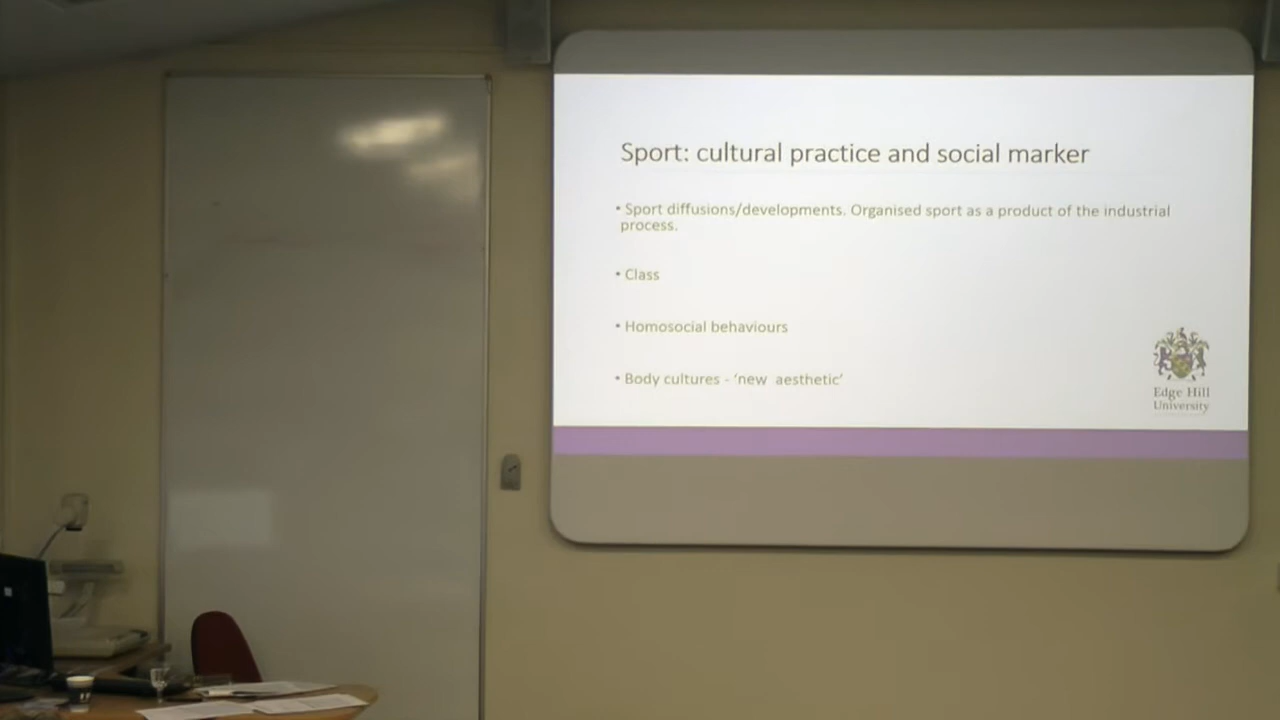 Sport: cultural practice and social marker
• Sport diffusions/developments. Organised sport as a product of the industrial
process.
• Class
• Homosocial behaviours
• Body cultures - ‘new  aesthetic’
Edge Hill
University